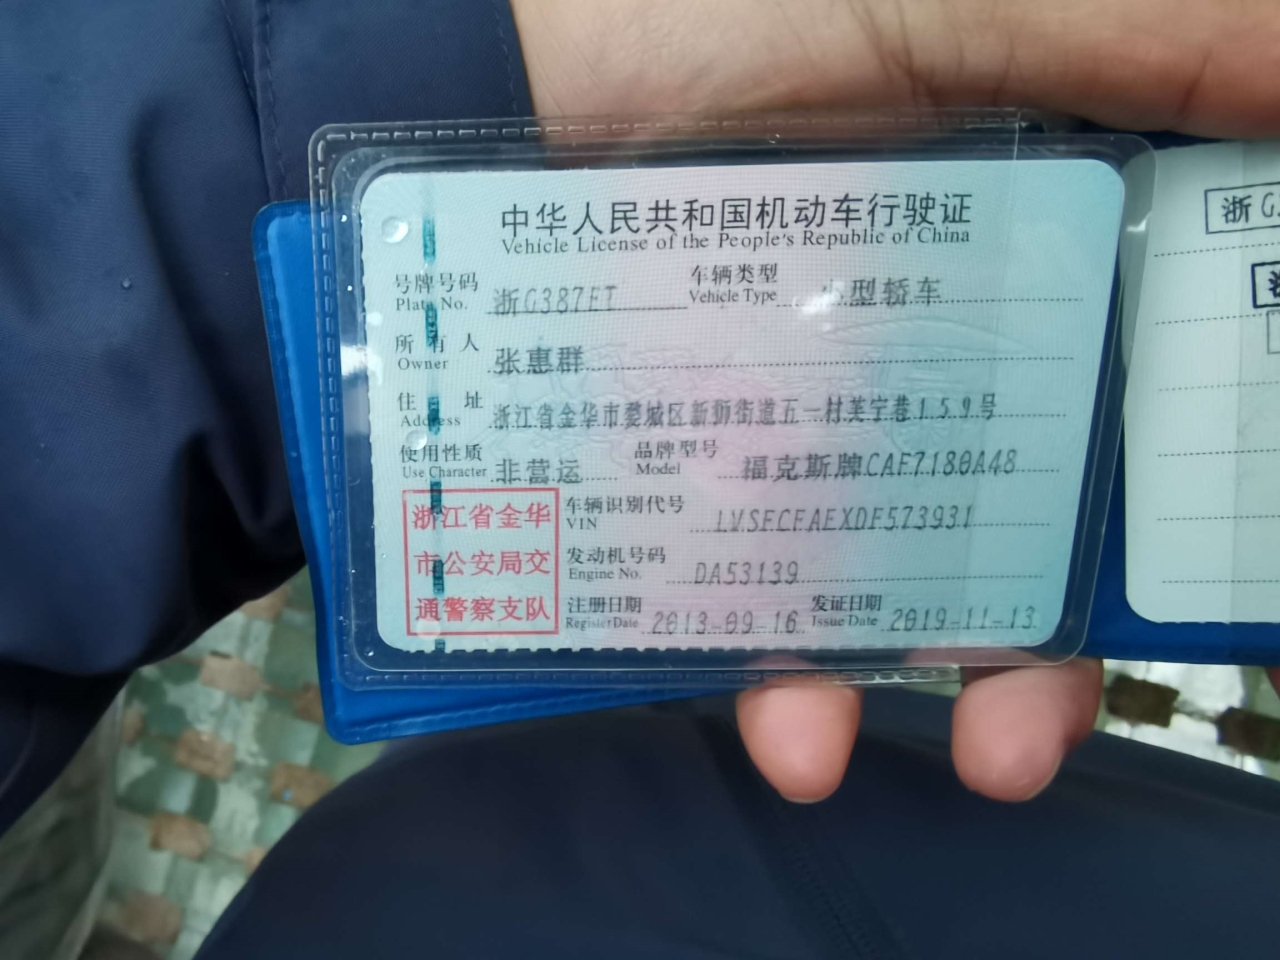 中华人民共和国机动车行驶证
Vehicle License of the People's Republic of China
号牌号码 浙G387ET 车辆类型 小型轿车
Plate No. Vehicle Type
所有人 张惠群
Owner
住址 浙江省金华市婺城区新狮街道五一村芙宁巷159号
Address
使用性质 非营运 品牌型号 福克斯牌CAF7180A48
Use Character Model
浙江省金华
市公安局交
通警察支队
车辆识别代号 LVSFCFAEXDF573931
VIN
发动机号码 DA53139
Engine No.
注册日期 2013-09-16 发证日期 2019-11-13
Register Date Issue Date
浙G